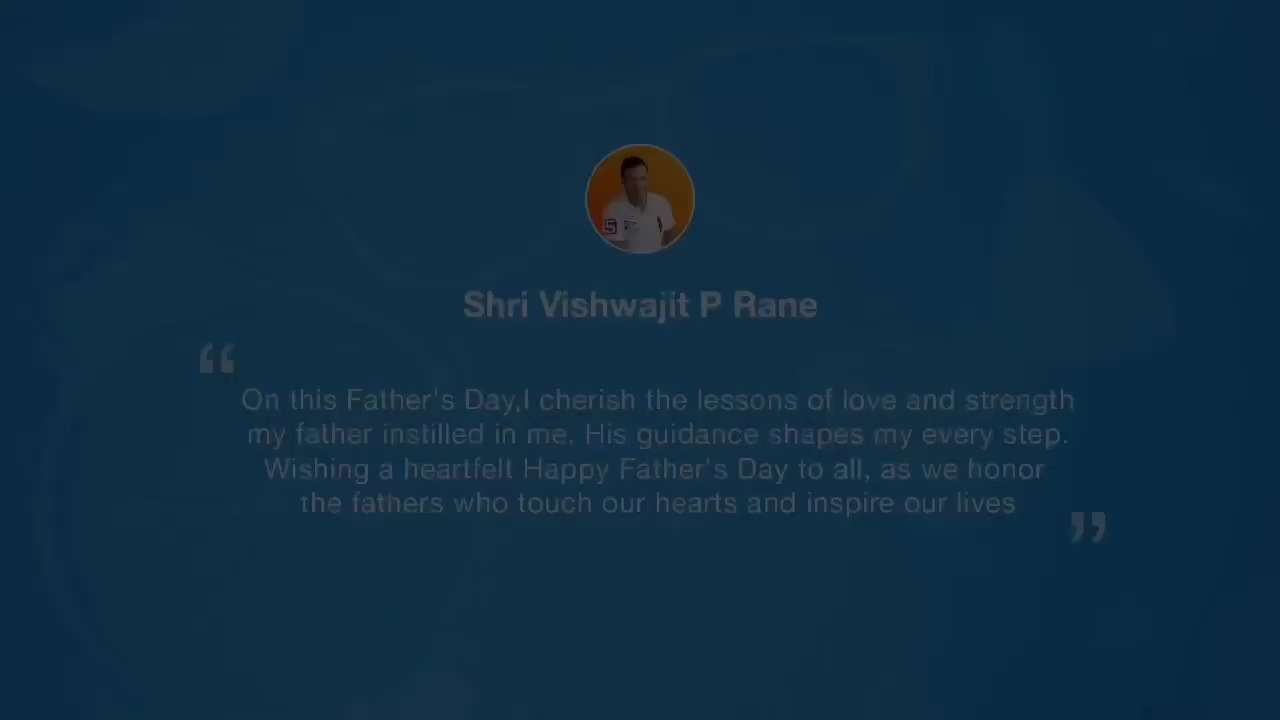 Shri Vishwajit P Rane
“
On this Father's Day,I cherish the lessons of love and strength
my father instilled in me. His guidance shapes my every step.
Wishing a heartfelt Happy Father's Day to all, as we honor
the fathers who touch our hearts and inspire our lives
”